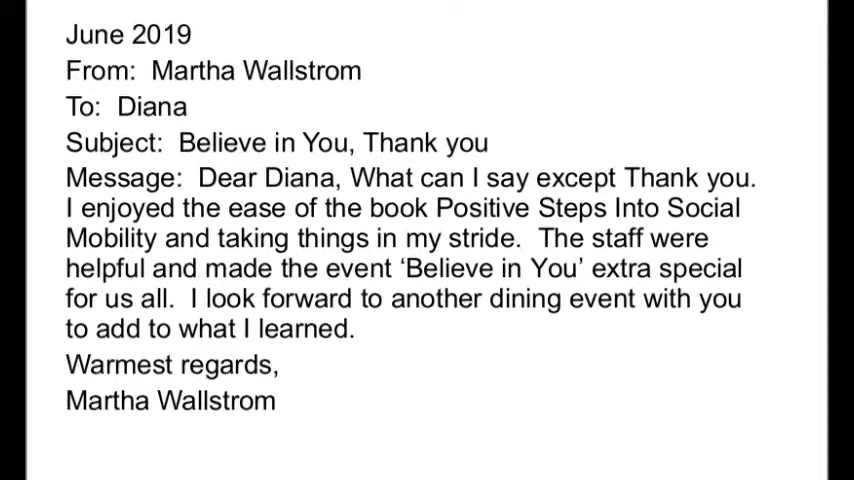 June 2019
From:  Martha Wallstrom
To:  Diana
Subject:  Believe in You, Thank you
Message:  Dear Diana, What can I say except Thank you.
I enjoyed the ease of the book Positive Steps Into Social
Mobility and taking things in my stride.  The staff were
helpful and made the event ‘Believe in You’ extra special
for us all.  I look forward to another dining event with you
to add to what I learned.
Warmest regards,
Martha Wallstrom